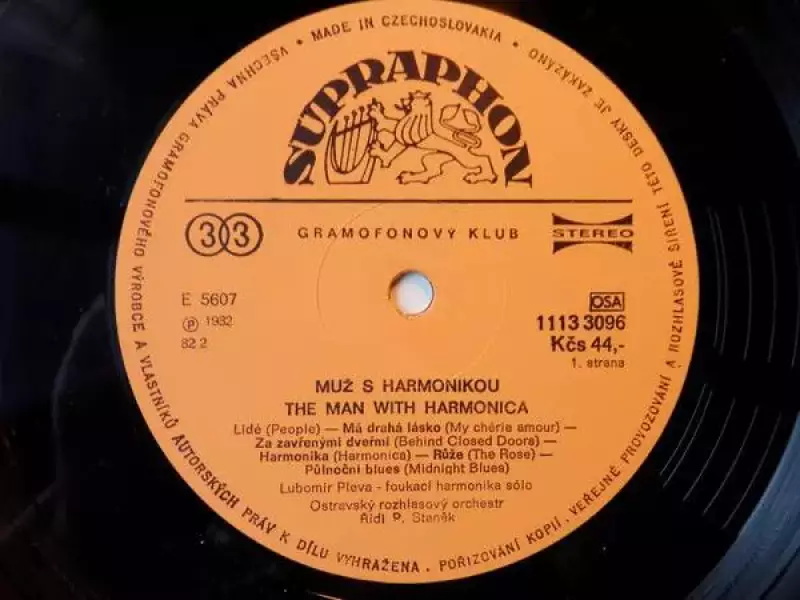 VŠECHNA PRÁVA GRAMOFONOVÉHO VÝROBCE A VLASTNÍKŮ AUTORSKÝCH PRÁV K DÍLU VYHRAŽENA. POŘIZOVÁNÍ KOPIÍ, VEŘEJNÉ PROVOZOVÁNÍ A ROZHLASOVÉ ŠÍŘENÍ TÉTO DESKY JE ZAKÁZÁNO
• MADE IN CZECHOSLOVAKIA •
SUPRAPHON
33
GRAMOFONOVÝ KLUB
STEREO
E 5607
Ⓟ 1982
82 2
OSA
1113 3096
Kčs 44,-
1. strana
MUŽ S HARMONIKOU
THE MAN WITH HARMONICA
Lidé (People) — Má drahá lásko (My chérie amour) —
Za zavřenými dveřmi (Behind Closed Doors) —
Harmonika (Harmonica) — Růže (The Rose) —
Půlnoční blues (Midnight Blues)
Lubomír Pleva - foukací harmonika sólo
Ostravský rozhlasový orchestr
Řídí P. Staněk